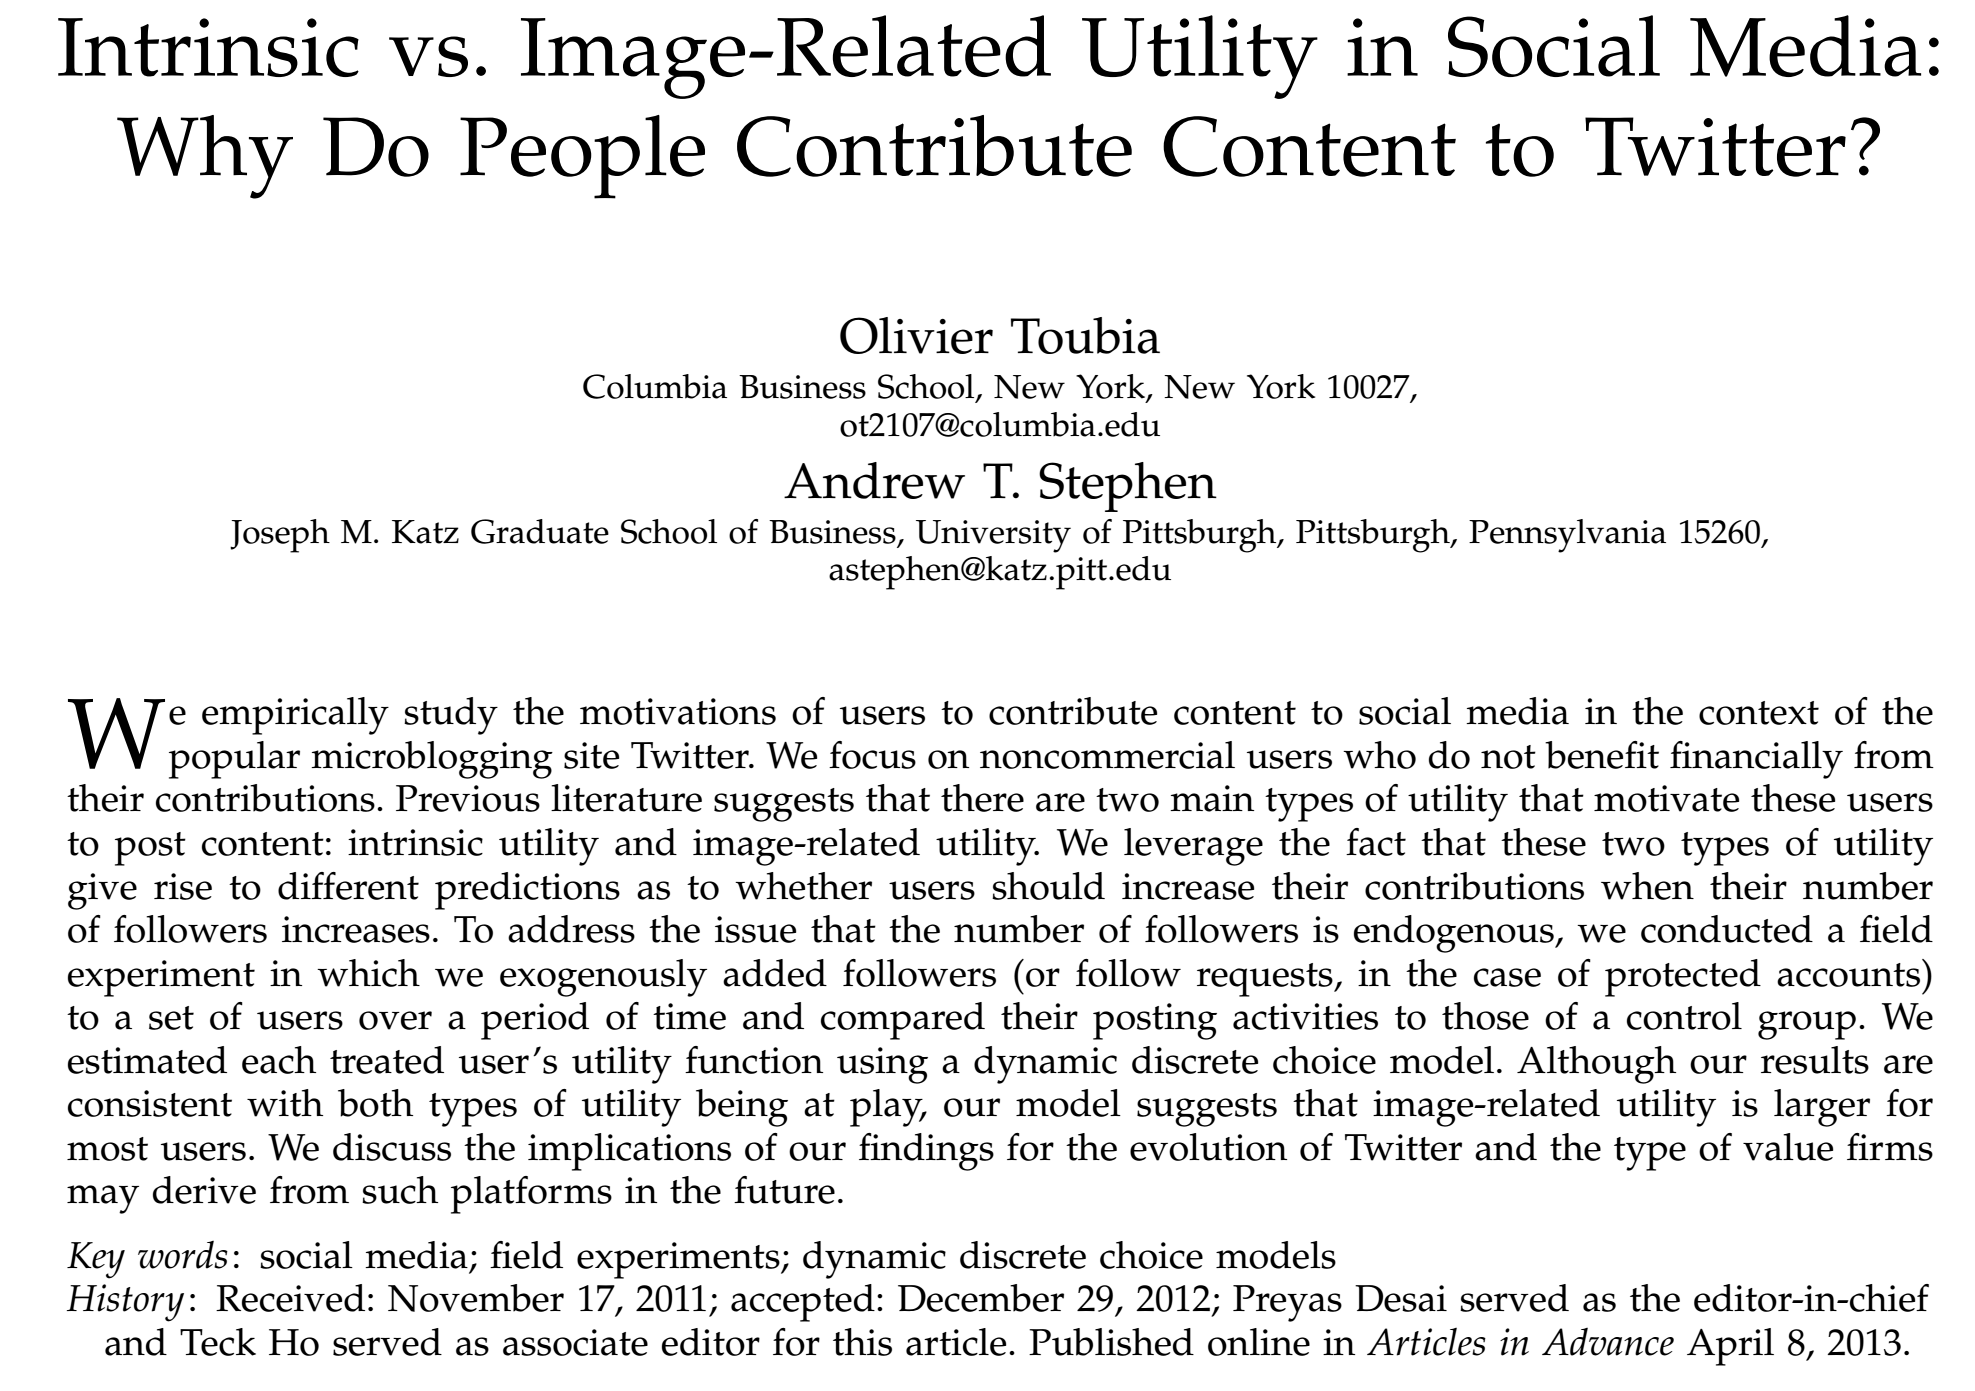 Intrinsic vs. Image-Related Utility in Social Media:
Why Do People Contribute Content to Twitter?
Olivier Toubia
Columbia Business School, New York, New York 10027,
ot2107@columbia.edu
Andrew T. Stephen
Joseph M. Katz Graduate School of Business, University of Pittsburgh, Pittsburgh, Pennsylvania 15260,
astephen@katz.pitt.edu
We empirically study the motivations of users to contribute content to social media in the context of the
popular microblogging site Twitter. We focus on noncommercial users who do not benefit financially from
their contributions. Previous literature suggests that there are two main types of utility that motivate these users
to post content: intrinsic utility and image-related utility. We leverage the fact that these two types of utility
give rise to different predictions as to whether users should increase their contributions when their number
of followers increases. To address the issue that the number of followers is endogenous, we conducted a field
experiment in which we exogenously added followers (or follow requests, in the case of protected accounts)
to a set of users over a period of time and compared their posting activities to those of a control group. We
estimated each treated user's utility function using a dynamic discrete choice model. Although our results are
consistent with both types of utility being at play, our model suggests that image-related utility is larger for
most users. We discuss the implications of our findings for the evolution of Twitter and the type of value firms
may derive from such platforms in the future.
Key words: social media; field experiments; dynamic discrete choice models
History: Received: November 17, 2011; accepted: December 29, 2012; Preyas Desai served as the editor-in-chief
and Teck Ho served as associate editor for this article. Published online in Articles in Advance April 8, 2013.